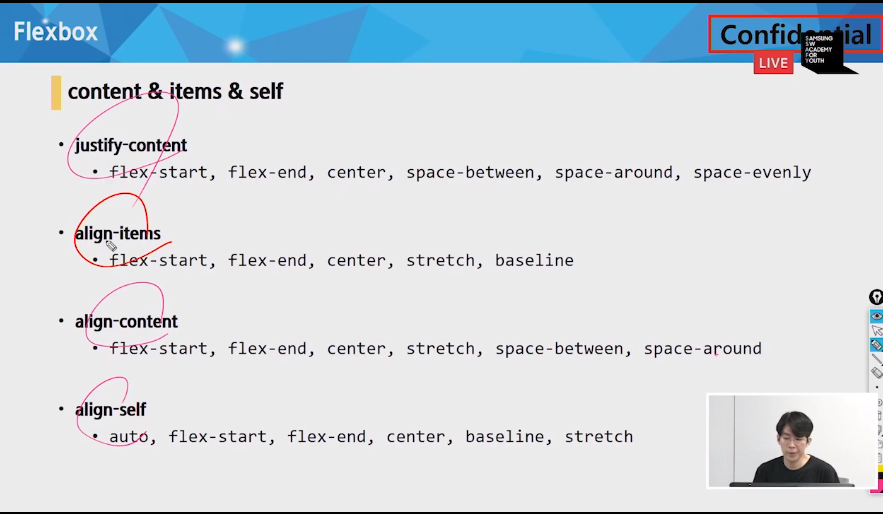 Flexbox
Confidential
LIVE
SAMSUNG
SW
ACADEMY
FOR
YOUTH
content & items & self
• justify-content
• flex-start, flex-end, center, space-between, space-around, space-evenly
• align-items
• flex-start, flex-end, center, stretch, baseline
• align-content
• flex-start, flex-end, center, stretch, space-between, space-around
• align-self
• auto, flex-start, flex-end, center, baseline, stretch